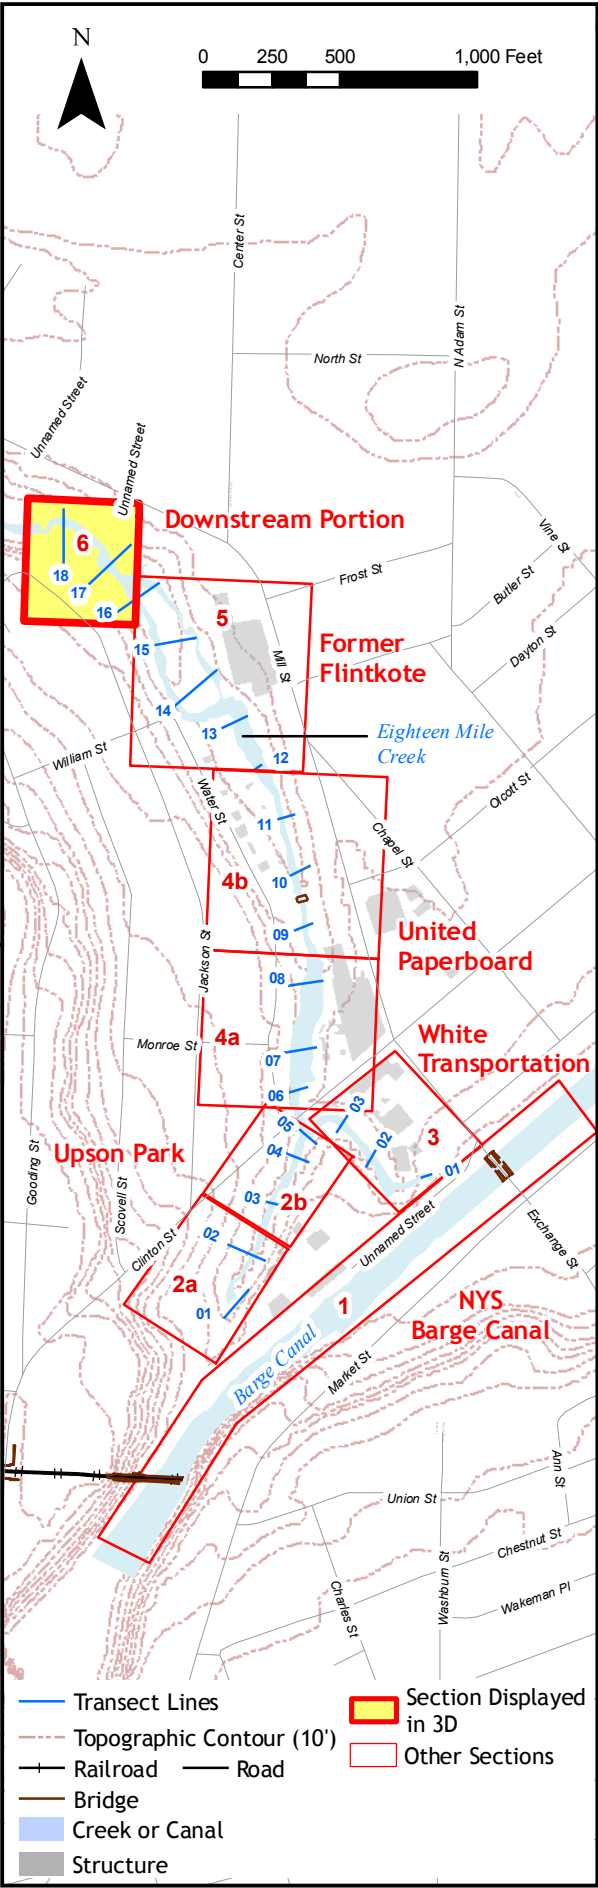 N
0 250 500 1,000 Feet
Center St
N Adam St
North St
Unnamed Street
Unnamed Street
Downstream Portion
Vine St
6
18
17
16
Frost St
Butler St
5
Former
Flintkote
Dayton St
15
Mill St
14
13
Eighteen Mile
Creek
William St
12
Water St
Olcott St
11
Chapel St
4b
10
09
United
Paperboard
Jackson St
08
4a
White
Transportation
Monroe St
07
06
03
05
02
3
04
01
Upson Park
Gooding St
Scovell St
03
2b
Unnamed Street
Exchange St
Clinton St
02
2a
01
1
NYS
Barge Canal
Barge Canal
Market St
Ann St
Union St
Chestnut St
Washburn St
Charles St
Wakeman Pl
Transect Lines
Topographic Contour (10')
Railroad
Road
Bridge
Creek or Canal
Structure
Section Displayed
in 3D
Other Sections